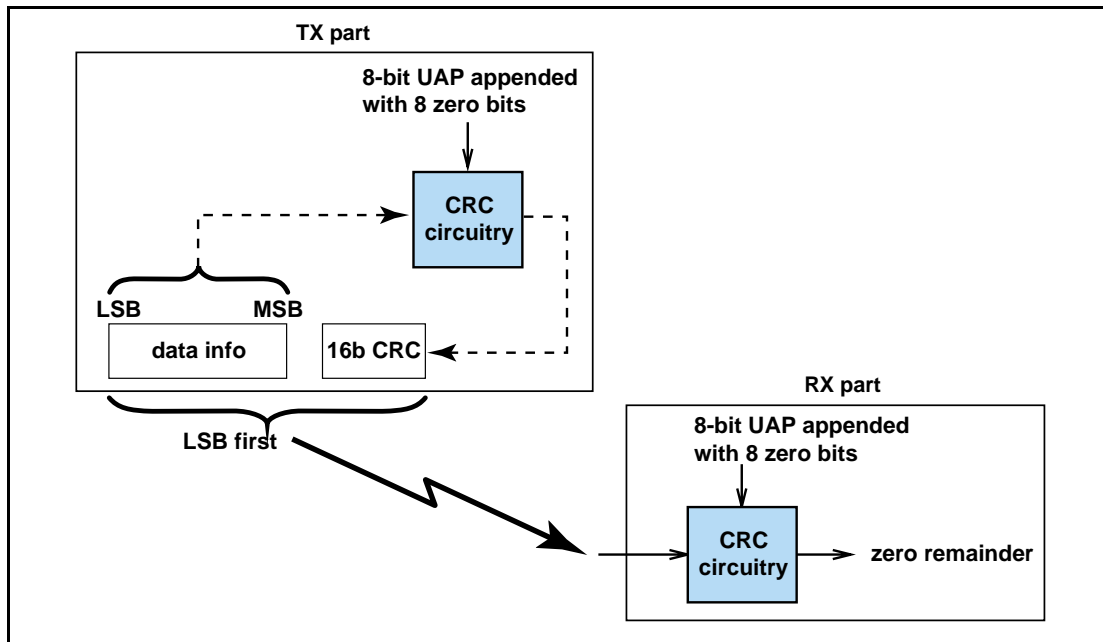 TX part
8-bit UAP appended
with 8 zero bits
CRC
circuitry
LSB
MSB
data info
16b CRC
LSB first
RX part
8-bit UAP appended
with 8 zero bits
CRC
circuitry
zero remainder